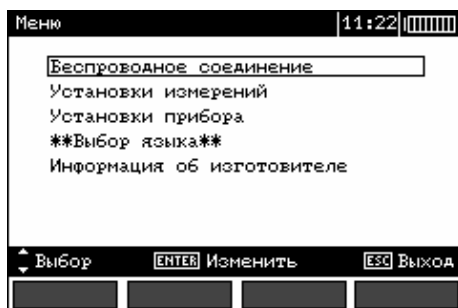 Меню 11:22
Беспроводное соединение
Установки измерений
Установки прибора
**Выбор языка**
Информация об изготовителе
Выбор ENTER Изменить ESC Выход